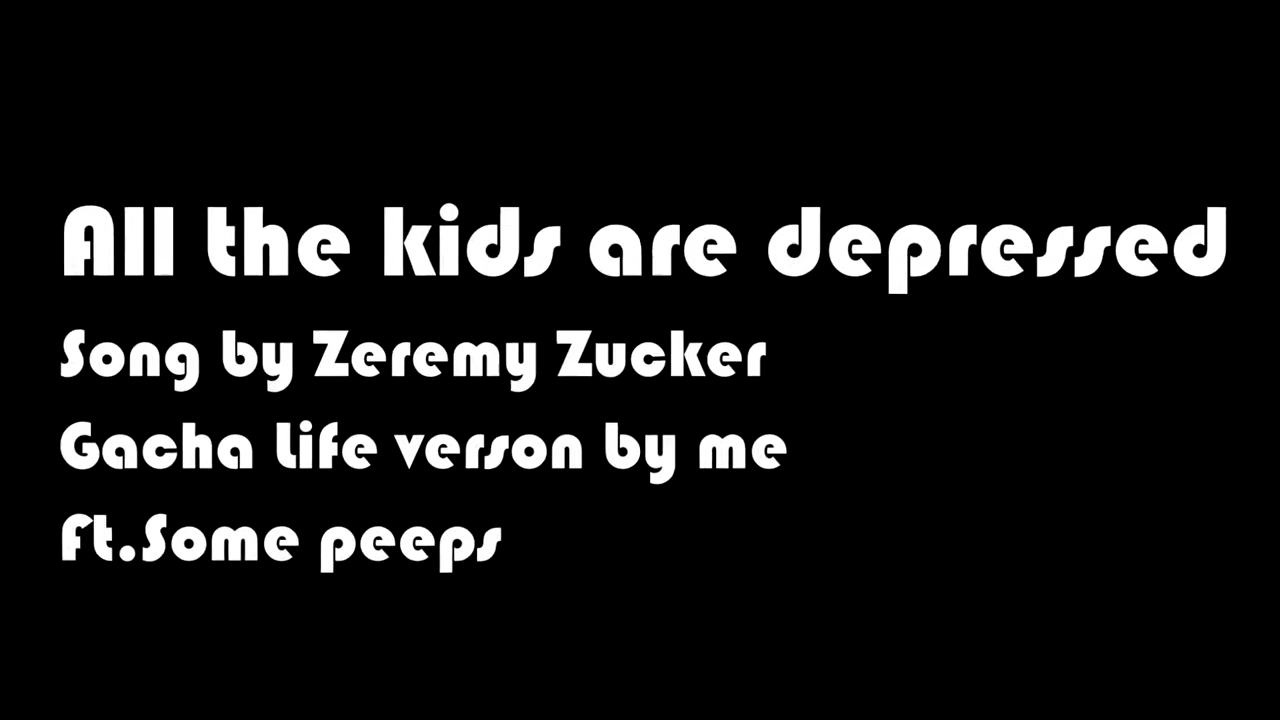 All the kids are depressed
Song by Zeremy Zucker
Gacha Life verson by me
Ft.Some peeps